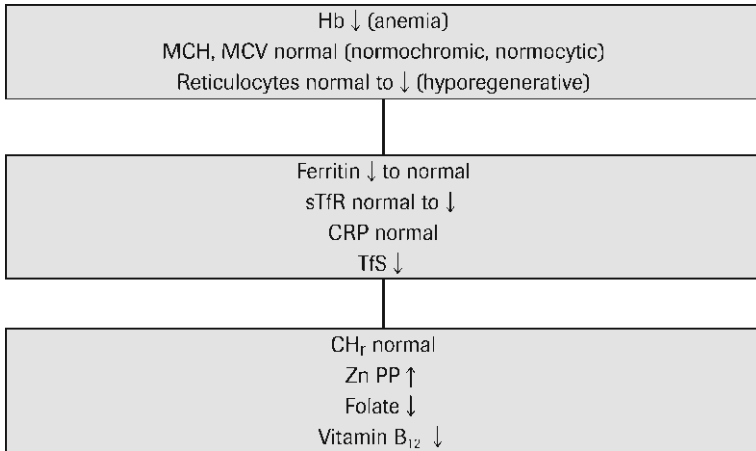 Hb ↓ (anemia)
MCH, MCV normal (normochromic, normocytic)
Reticulocytes normal to ↓ (hyporegenerative)
Ferritin ↓ to normal
sTfR normal to ↓
CRP normal
TfS ↓
CHr normal
Zn PP ↑
Folate ↓
Vitamin B12 ↓